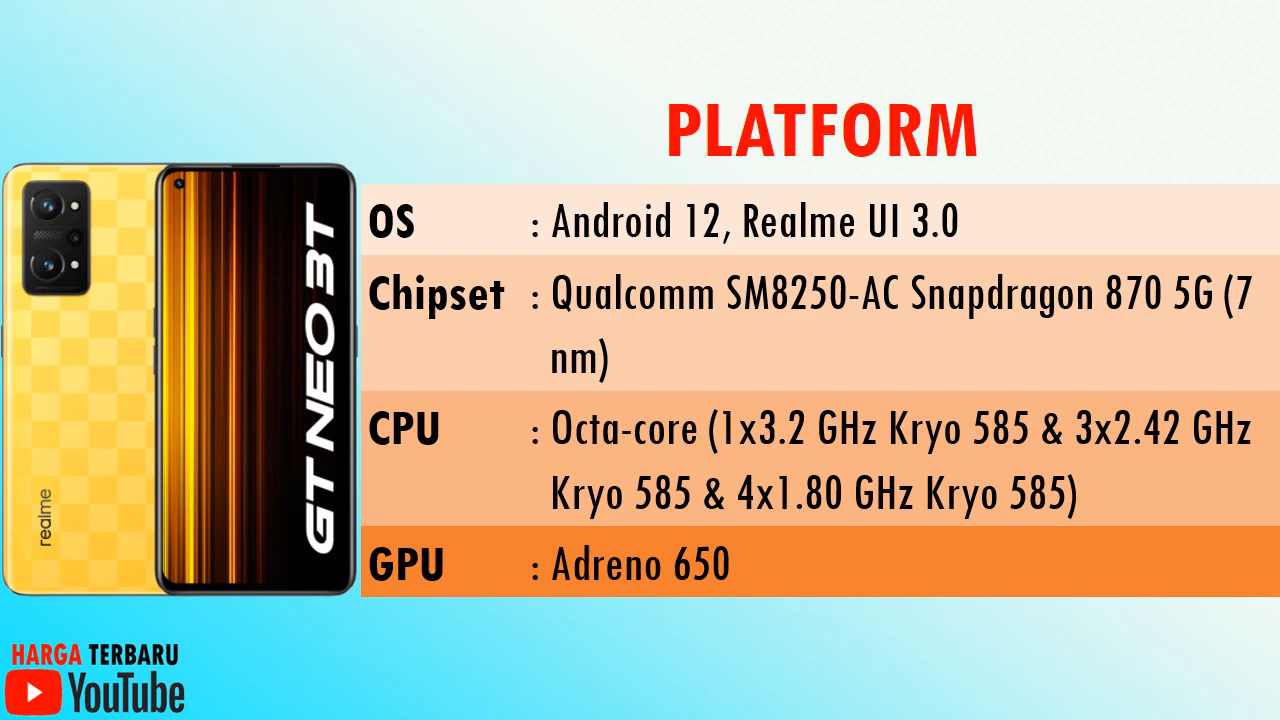 PLATFORM
OS : Android 12, Realme UI 3.0
Chipset : Qualcomm SM8250-AC Snapdragon 870 5G (7
nm)
CPU : Octa-core (1x3.2 GHz Kryo 585 & 3x2.42 GHz
Kryo 585 & 4x1.80 GHz Kryo 585)
GPU : Adreno 650
realme
GT NEO 3T
HARGA TERBARU
YouTube